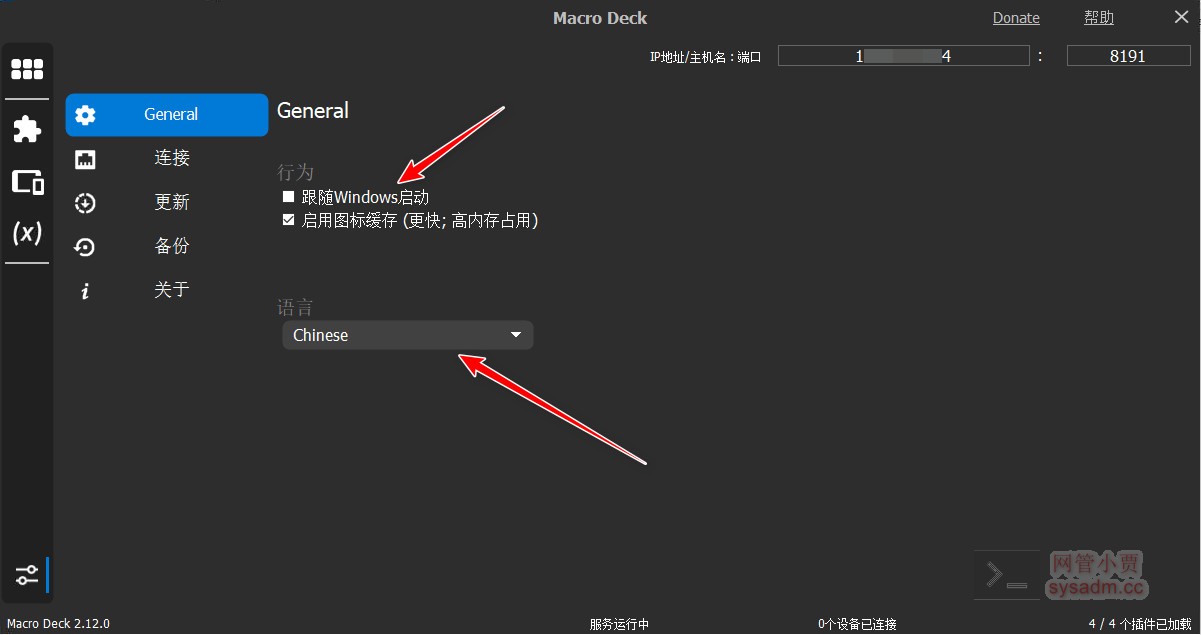 Macro Deck
Donate
帮助
IP地址/主机名 : 端口
1 4 : 8191
General
General
连接
更新
备份
关于
行为
跟随Windows启动
启用图标缓存 (更快; 高内存占用)
语言
Chinese
网管小贾
sysadm.cc
Macro Deck 2.12.0
服务运行中
0个设备已连接
4 / 4 个插件已加载